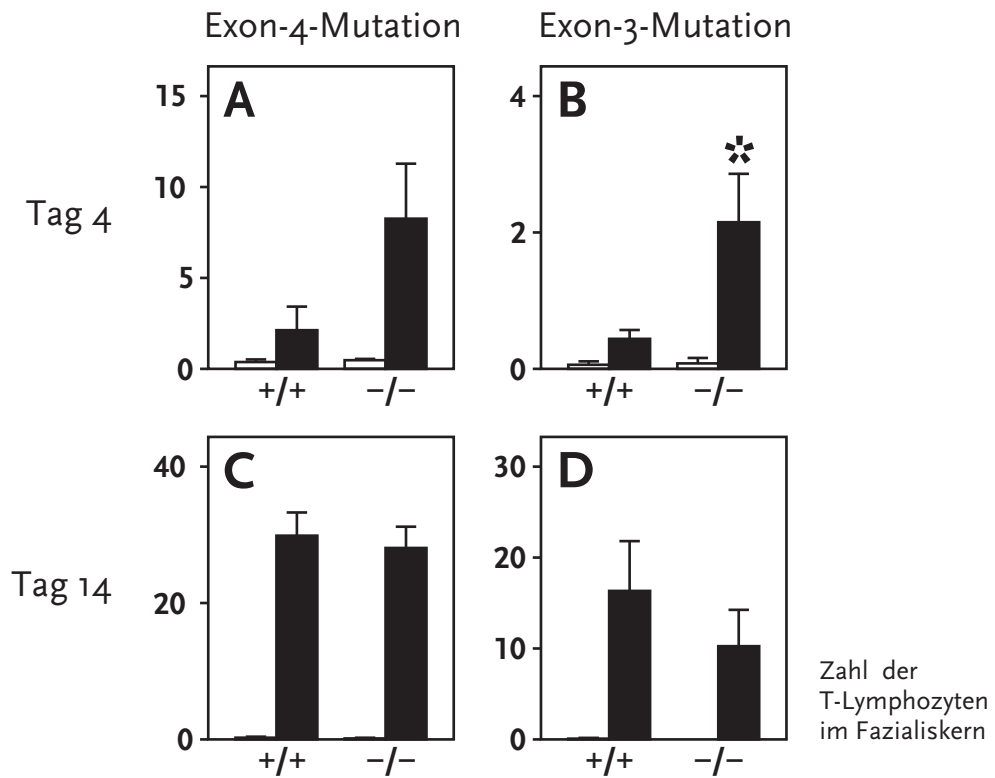 Exon-4-Mutation
Exon-3-Mutation
Tag 4
15
10
5
0
A
+/+
−/−
4
2
0
B
*
+/+
−/−
Tag 14
40
20
0
C
+/+
−/−
30
20
10
0
D
+/+
−/−
Zahl der
T-Lymphozyten
im Fazialiskern